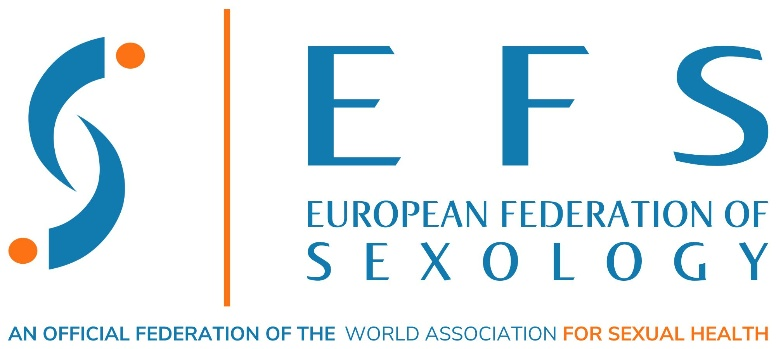 EFS
EUROPEAN FEDERATION OF
SEXOLOGY
AN OFFICIAL FEDERATION OF THE WORLD ASSOCIATION FOR SEXUAL HEALTH